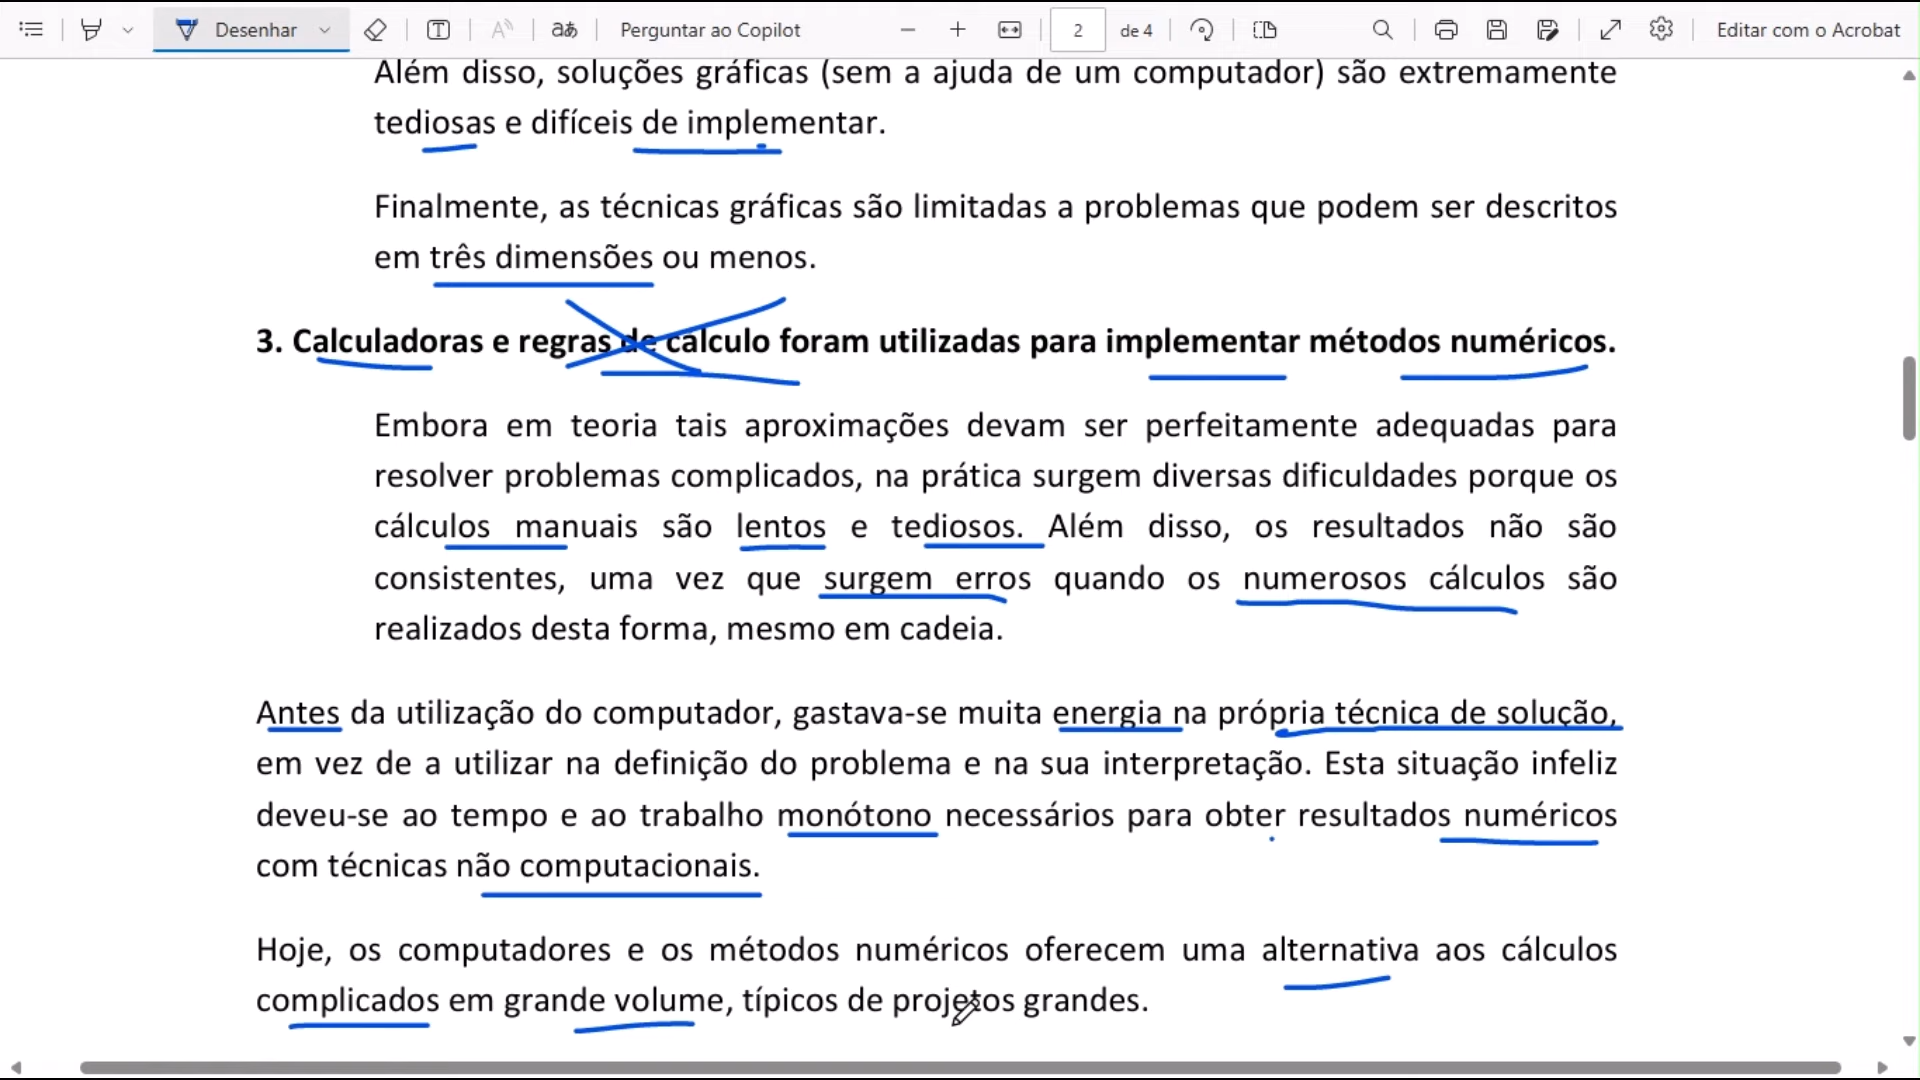 Desenhar
Perguntar ao Copilot
2
de 4
Editar com o Acrobat
Além disso, soluções gráficas (sem a ajuda de um computador) são extremamente
tediosas e difíceis de implementar.
Finalmente, as técnicas gráficas são limitadas a problemas que podem ser descritos
em três dimensões ou menos.
3. Calculadoras e regras de cálculo foram utilizadas para implementar métodos numéricos.
Embora em teoria tais aproximações devam ser perfeitamente adequadas para
resolver problemas complicados, na prática surgem diversas dificuldades porque os
cálculos manuais são lentos e tediosos. Além disso, os resultados não são
consistentes, uma vez que surgem erros quando os numerosos cálculos são
realizados desta forma, mesmo em cadeia.
Antes da utilização do computador, gastava-se muita energia na própria técnica de solução,
em vez de a utilizar na definição do problema e na sua interpretação. Esta situação infeliz
deveu-se ao tempo e ao trabalho monótono necessários para obter resultados numéricos
com técnicas não computacionais.
Hoje, os computadores e os métodos numéricos oferecem uma alternativa aos cálculos
complicados em grande volume, típicos de projetos grandes.